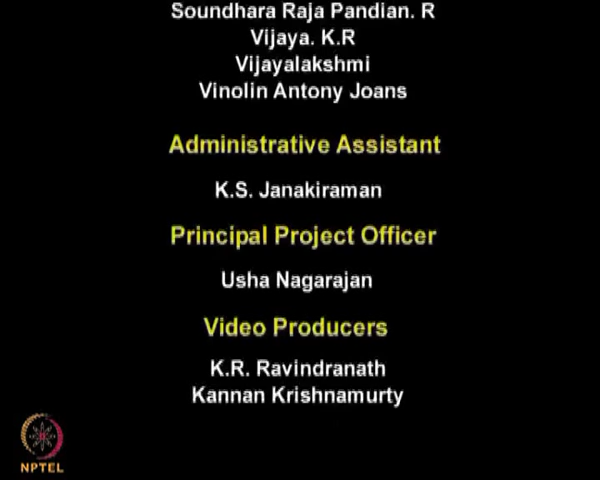 Soundhara Raja Pandian. R
Vijaya. K.R
Vijayalakshmi
Vinolin Antony Joans
Administrative Assistant
K.S. Janakiraman
Principal Project Officer
Usha Nagarajan
Video Producers
K.R. Ravindranath
Kannan Krishnamurty
NPTEL